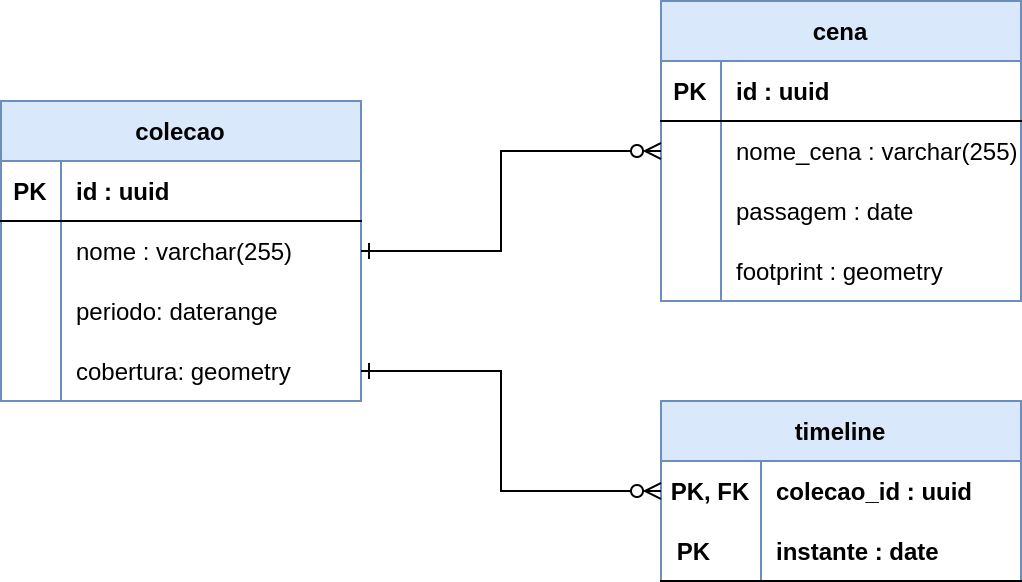 colecao
PK id : uuid
nome : varchar(255)
periodo: daterange
cobertura: geometry
cena
PK id : uuid
nome_cena : varchar(255)
passagem : date
footprint : geometry
timeline
PK, FK colecao_id : uuid
PK instante : date